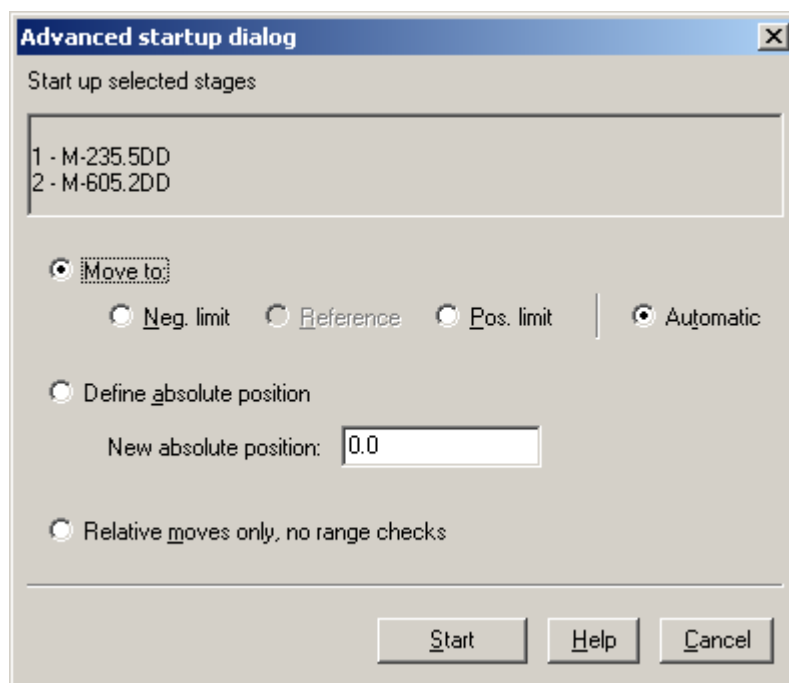 Advanced startup dialog
Start up selected stages
1 - M-235.5DD
2 - M-605.2DD
Move to:
Neg. limit Reference Pos. limit Automatic
Define absolute position
New absolute position: 0.0
Relative moves only, no range checks
Start Help Cancel